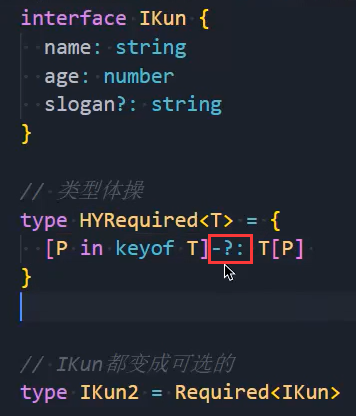 interface IKun {
  name: string
  age: number
  slogan?: string
}
// 类型体操
type HYRequired<T> = {
  [P in keyof T]-?: T[P]
}
// IKun都变成可选的
type IKun2 = Required<IKun>